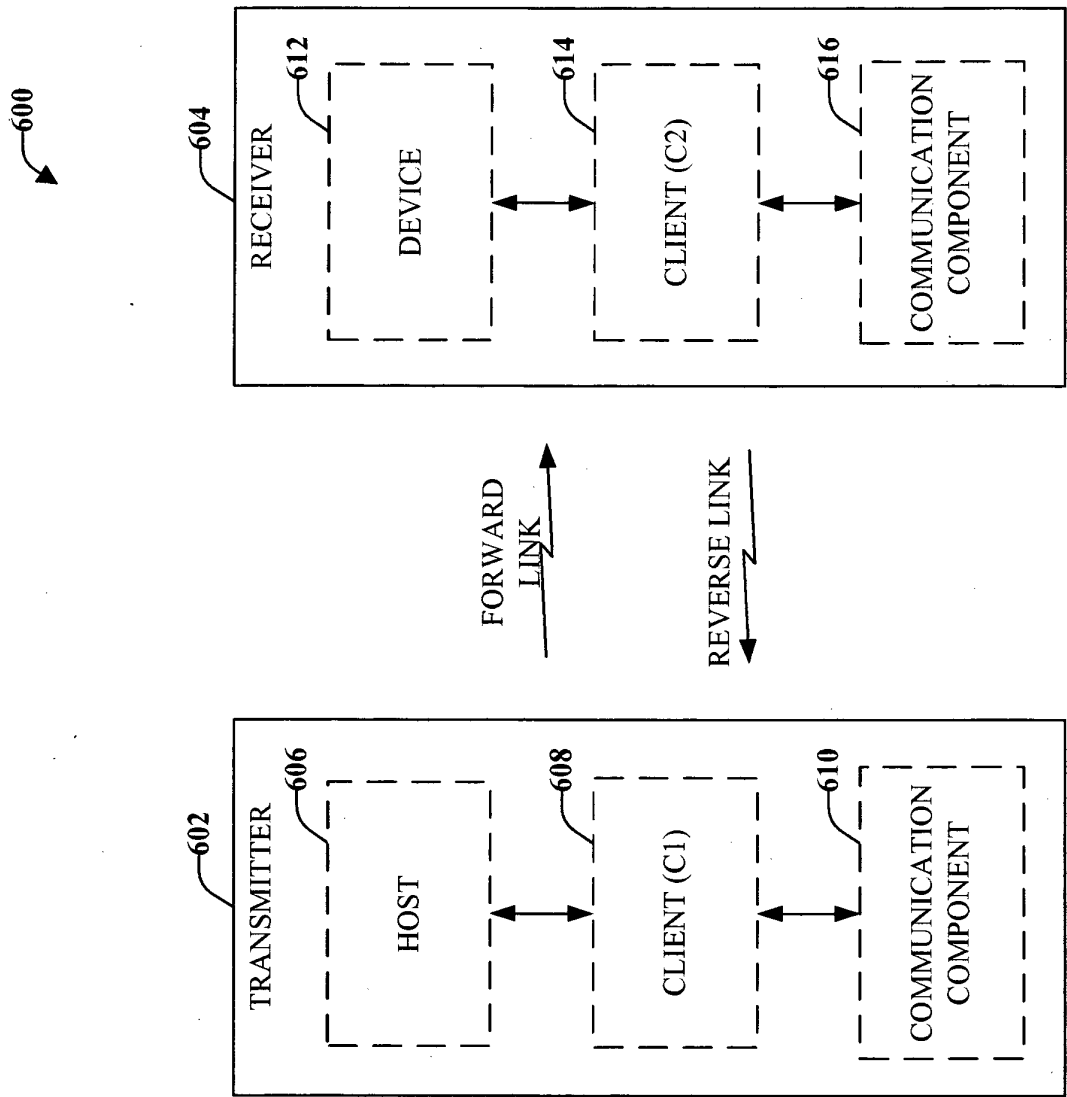 600
602
TRANSMITTER
606
HOST
608
CLIENT (C1)
610
COMMUNICATION
COMPONENT
FORWARD
LINK
REVERSE LINK
604
RECEIVER
612
DEVICE
614
CLIENT (C2)
616
COMMUNICATION
COMPONENT